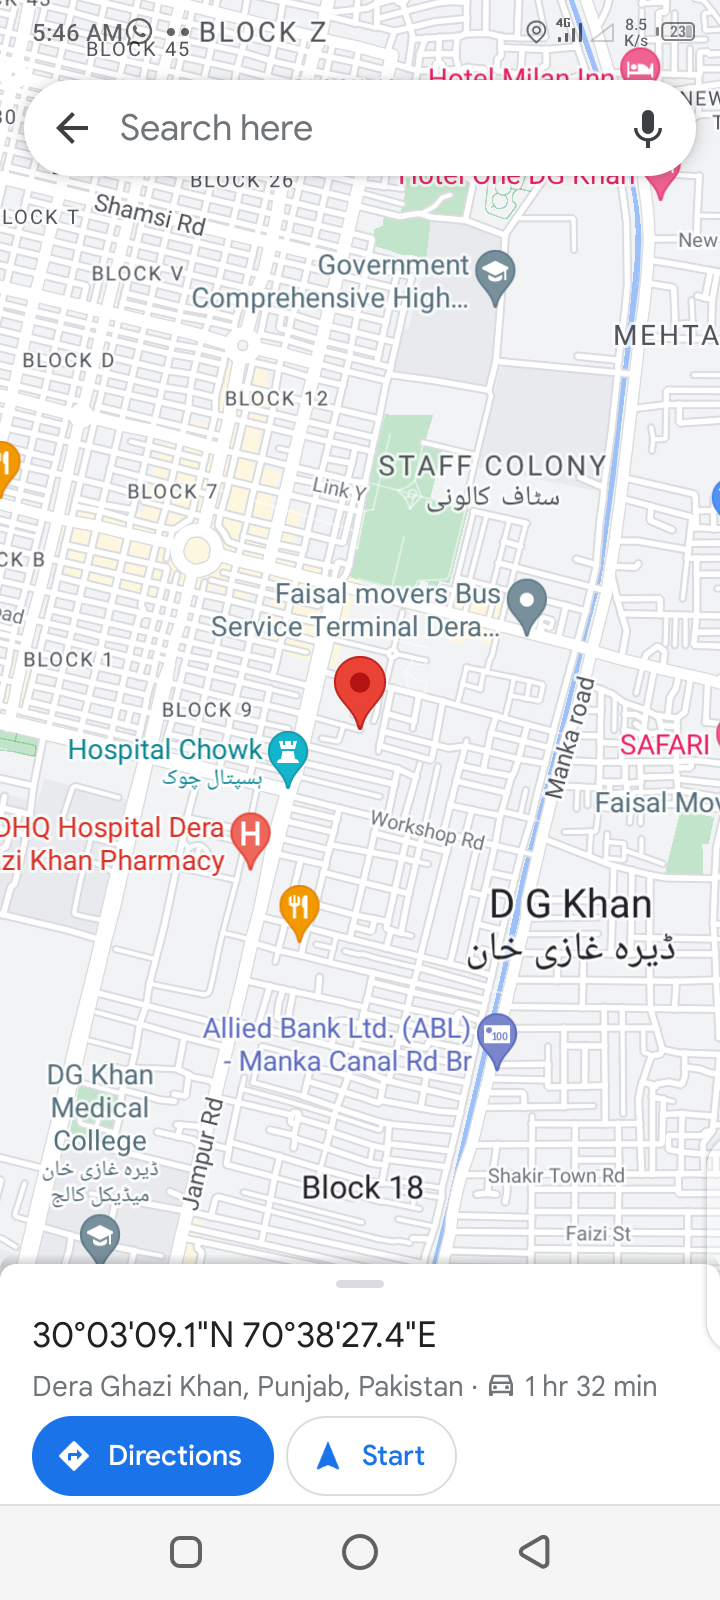 5:46 AM
BLOCK Z
4G
8.5
K/s
23
BLOCK 45
Hotel Milan Inn
Search here
BLOCK 26
Hotel One DG Khan
BLOCK T
Shamsi Rd
New
Government
Comprehensive High...
BLOCK V
MEHTA
BLOCK D
BLOCK 12
STAFF COLONY
سٹاف کالونی
Link Y
BLOCK 7
CK B
Faisal movers Bus
Service Terminal Dera...
ad
BLOCK 1
BLOCK 9
Manka road
Hospital Chowk
ہسپتال چوک
SAFARI
Faisal Mov
DHQ Hospital Dera
zi Khan Pharmacy
Workshop Rd
D G Khan
ڈیرہ غازی خان
Allied Bank Ltd. (ABL)
- Manka Canal Rd Br
100
DG Khan
Medical
College
ڈیرہ غازی خان
میڈیکل کالج
Jampur Rd
Block 18
Shakir Town Rd
Faizi St
30°03'09.1"N 70°38'27.4"E
Dera Ghazi Khan, Punjab, Pakistan · 1 hr 32 min
Directions
Start